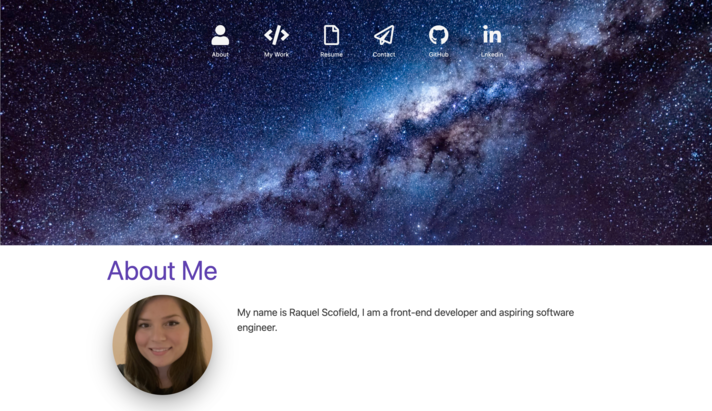 About My Work Resume Contact GitHub Linkedin
About Me
My name is Raquel Scofield, I am a front-end developer and aspiring software
engineer.